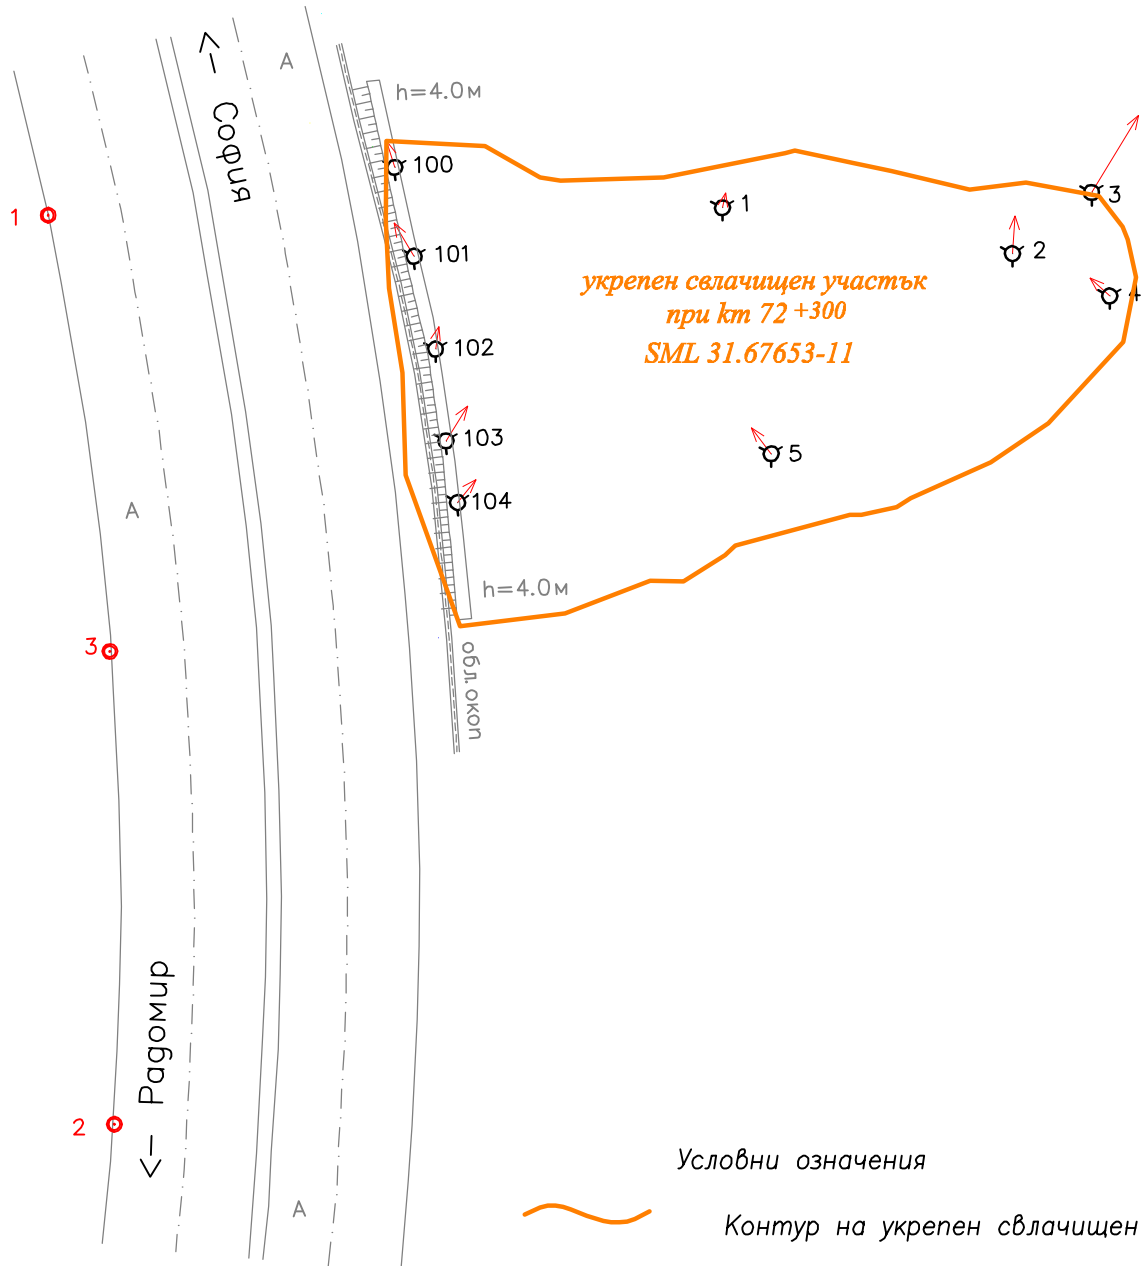 ← София
А
h=4.0м
100
1
3
1
101
2
укрепен свлачищен участък
при km 72 +300
SML 31.67653-11
4
102
103
5
104
А
h=4.0м
3
обл.окоп
← Радомир
2
Условни означения
А
Контур на укрепен свлачищен